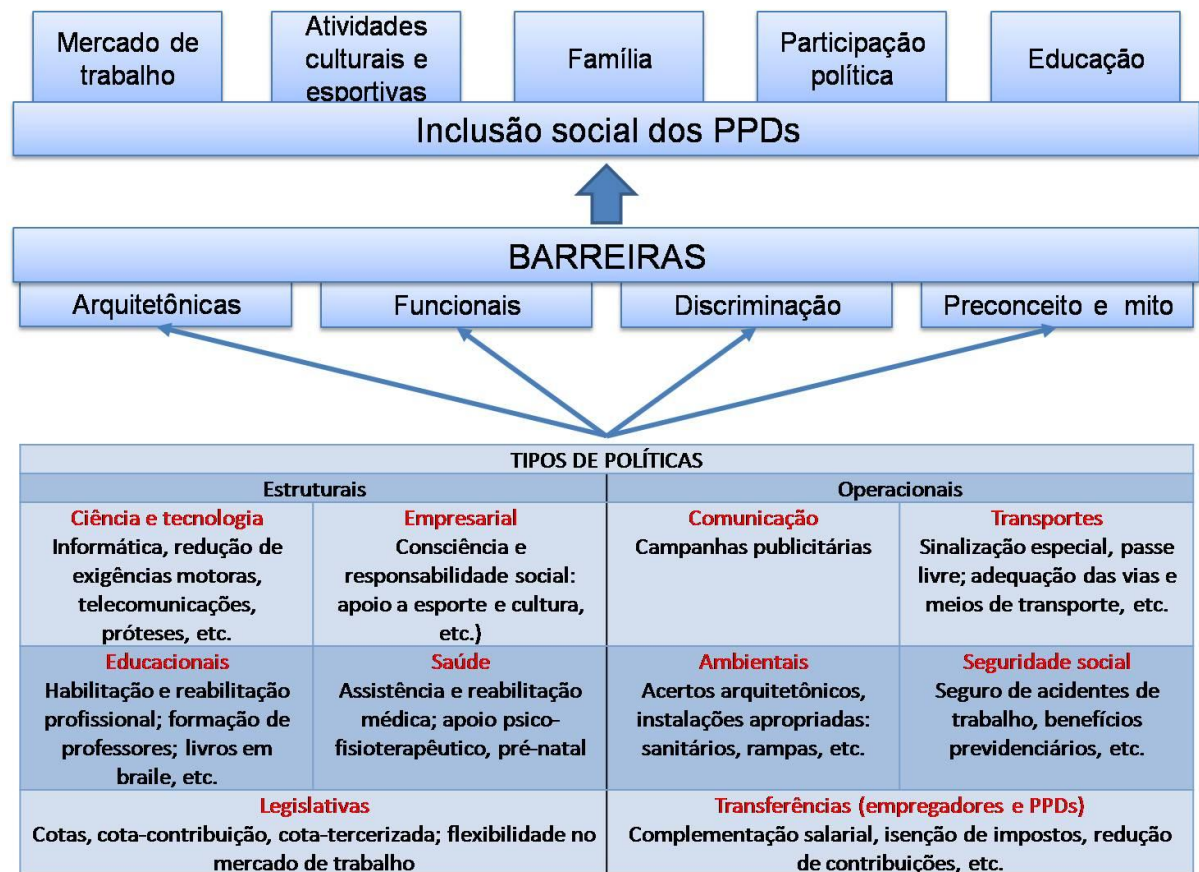 Mercado de
trabalho
Atividades
culturais e
esportivas
Família
Participação
política
Educação
Inclusão social dos PPDs
BARREIRAS
Arquitetônicas
Funcionais
Discriminação
Preconceito e mito
TIPOS DE POLÍTICAS
Estruturais
Operacionais
Ciência e tecnologia
Informática, redução de
exigências motoras,
telecomunicações,
próteses, etc.
Empresarial
Consciência e
responsabilidade social:
apoio a esporte e cultura,
etc.)
Comunicação
Campanhas publicitárias
Transportes
Sinalização especial, passe
livre; adequação das vias e
meios de transporte, etc.
Educacionais
Habilitação e reabilitação
profissional; formação de
professores; livros em
braile, etc.
Saúde
Assistência e reabilitação
médica; apoio psico-
fisioterapêutico, pré-natal
Ambientais
Acertos arquitetônicos,
instalações apropriadas:
sanitários, rampas, etc.
Seguridade social
Seguro de acidentes de
trabalho, benefícios
previdenciários, etc.
Legislativas
Cotas, cota-contribuição, cota-tercerizada; flexibilidade no
mercado de trabalho
Transferências (empregadores e PPDs)
Complementação salarial, isenção de impostos, redução
de contribuições, etc.